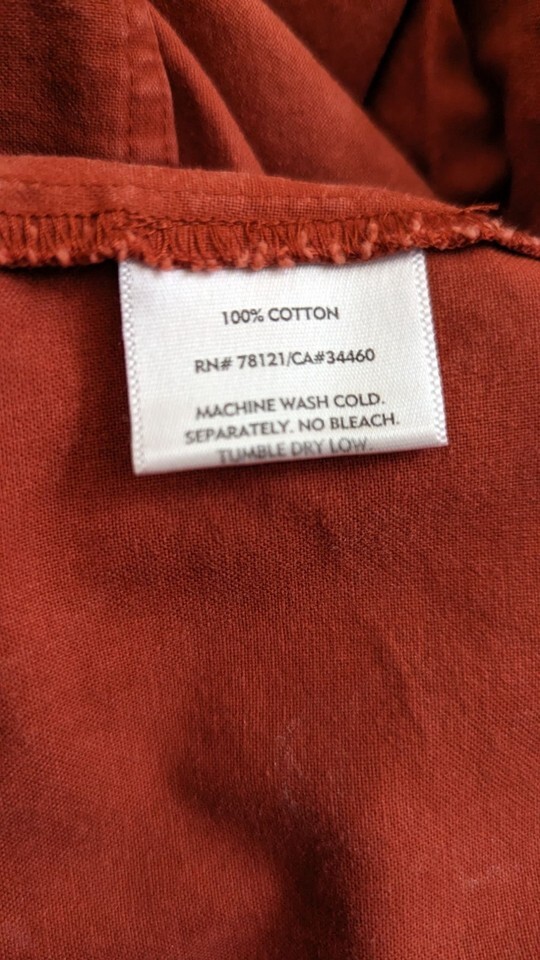 100% COTTON
RN# 78121/CA#34460
MACHINE WASH COLD.
SEPARATELY. NO BLEACH.
TUMBLE DRY LOW.